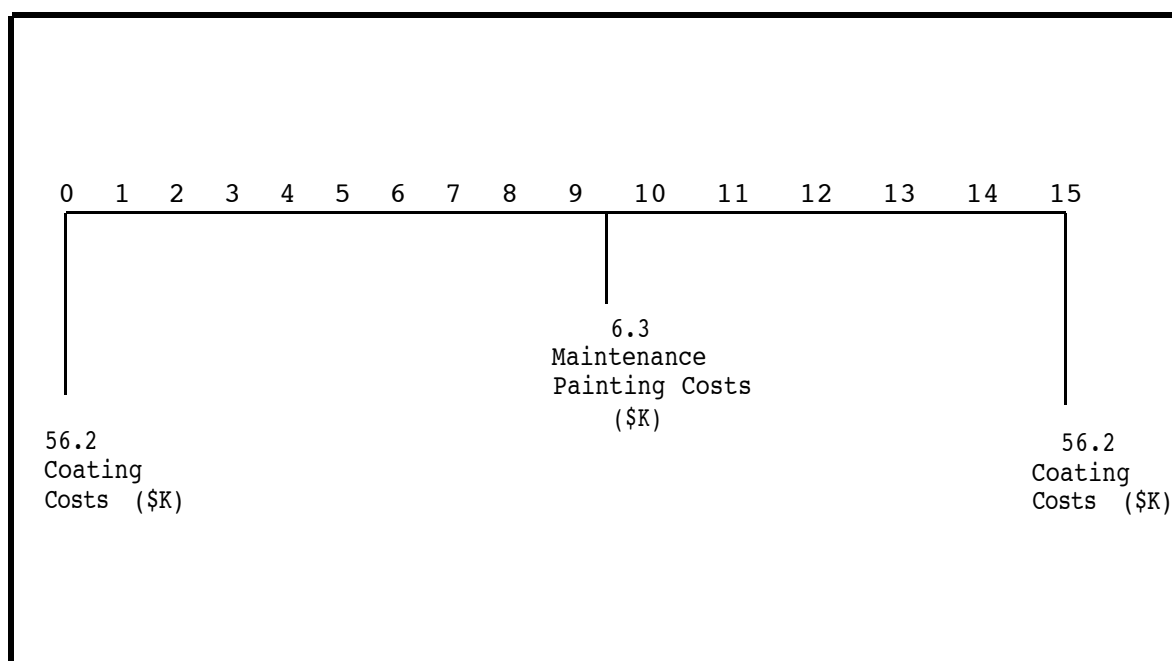 0 1 2 3 4 5 6 7 8 9 10 11 12 13 14 15
6.3
Maintenance
Painting Costs
($K)
56.2
Coating
Costs ($K)
56.2
Coating
Costs ($K)